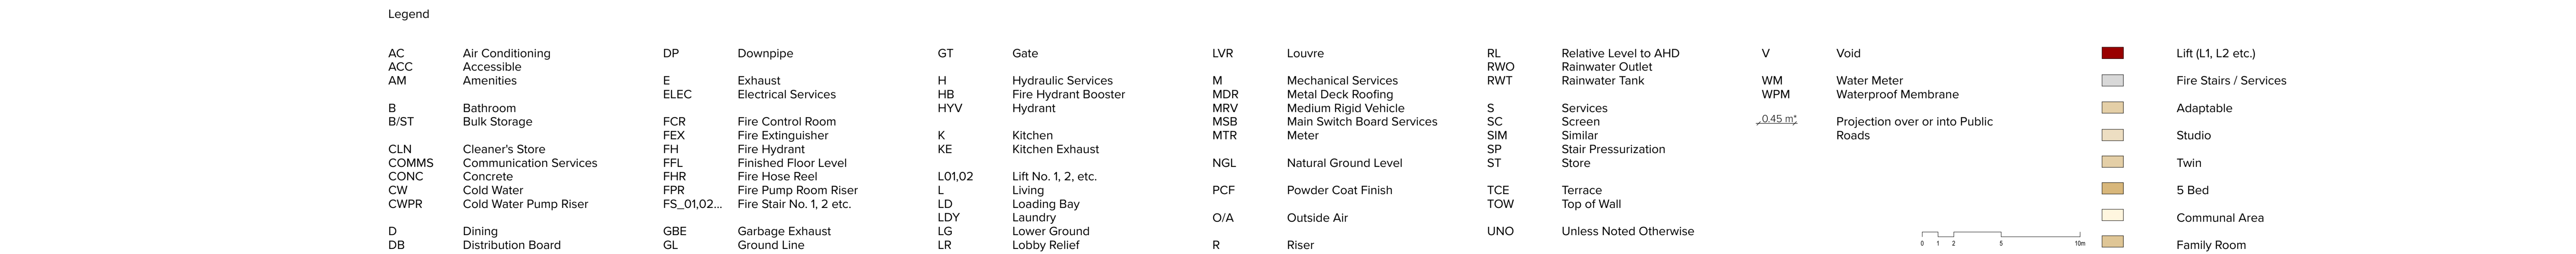 Legend
AC Air Conditioning
ACC Accessible
AM Amenities
B Bathroom
B/ST Bulk Storage
CLN Cleaner's Store
COMMS Communication Services
CONC Concrete
CW Cold Water
CWPR Cold Water Pump Riser
D Dining
DB Distribution Board
DP Downpipe
E Exhaust
ELEC Electrical Services
FCR Fire Control Room
FEX Fire Extinguisher
FH Fire Hydrant
FFL Finished Floor Level
FHR Fire Hose Reel
FPR Fire Pump Room Riser
FS_01,02... Fire Stair No. 1, 2 etc.
GBE Garbage Exhaust
GL Ground Line
GT Gate
H Hydraulic Services
HB Fire Hydrant Booster
HYV Hydrant
K Kitchen
KE Kitchen Exhaust
L01,02 Lift No. 1, 2, etc.
L Living
LD Loading Bay
LDY Laundry
LG Lower Ground
LR Lobby Relief
LVR Louvre
M Mechanical Services
MDR Metal Deck Roofing
MRV Medium Rigid Vehicle
MSB Main Switch Board Services
MTR Meter
NGL Natural Ground Level
PCF Powder Coat Finish
O/A Outside Air
R Riser
RL Relative Level to AHD
RWO Rainwater Outlet
RWT Rainwater Tank
S Services
SC Screen
SIM Similar
SP Stair Pressurization
ST Store
TCE Terrace
TOW Top of Wall
UNO Unless Noted Otherwise
V Void
WM Water Meter
WPM Waterproof Membrane
0.45 m² Projection over or into Public
Roads
0 1 2 5 10m
Lift (L1, L2 etc.)
Fire Stairs / Services
Adaptable
Studio
Twin
5 Bed
Communal Area
Family Room